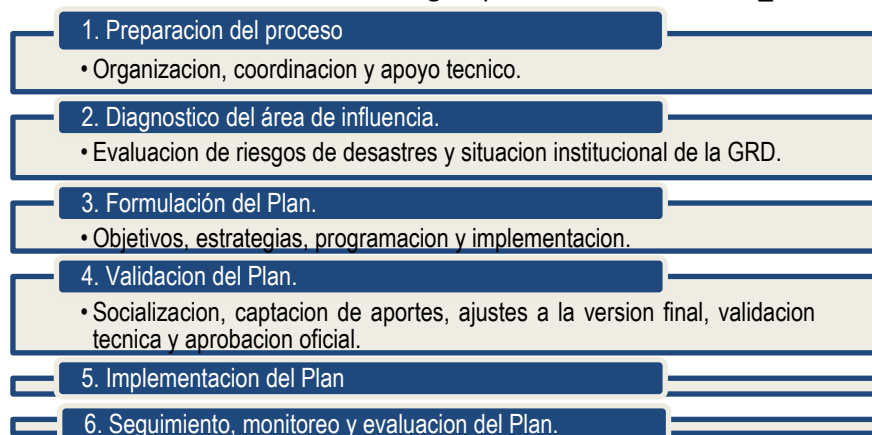 1. Preparacion del proceso
• Organizacion, coordinacion y apoyo tecnico.
2. Diagnostico del área de influencia.
• Evaluacion de riesgos de desastres y situacion institucional de la GRD.
3. Formulación del Plan.
• Objetivos, estrategias, programacion y implementacion.
4. Validacion del Plan.
• Socializacion, captacion de aportes, ajustes a la version final, validacion
tecnica y aprobacion oficial.
5. Implementacion del Plan
6. Seguimiento, monitoreo y evaluacion del Plan.